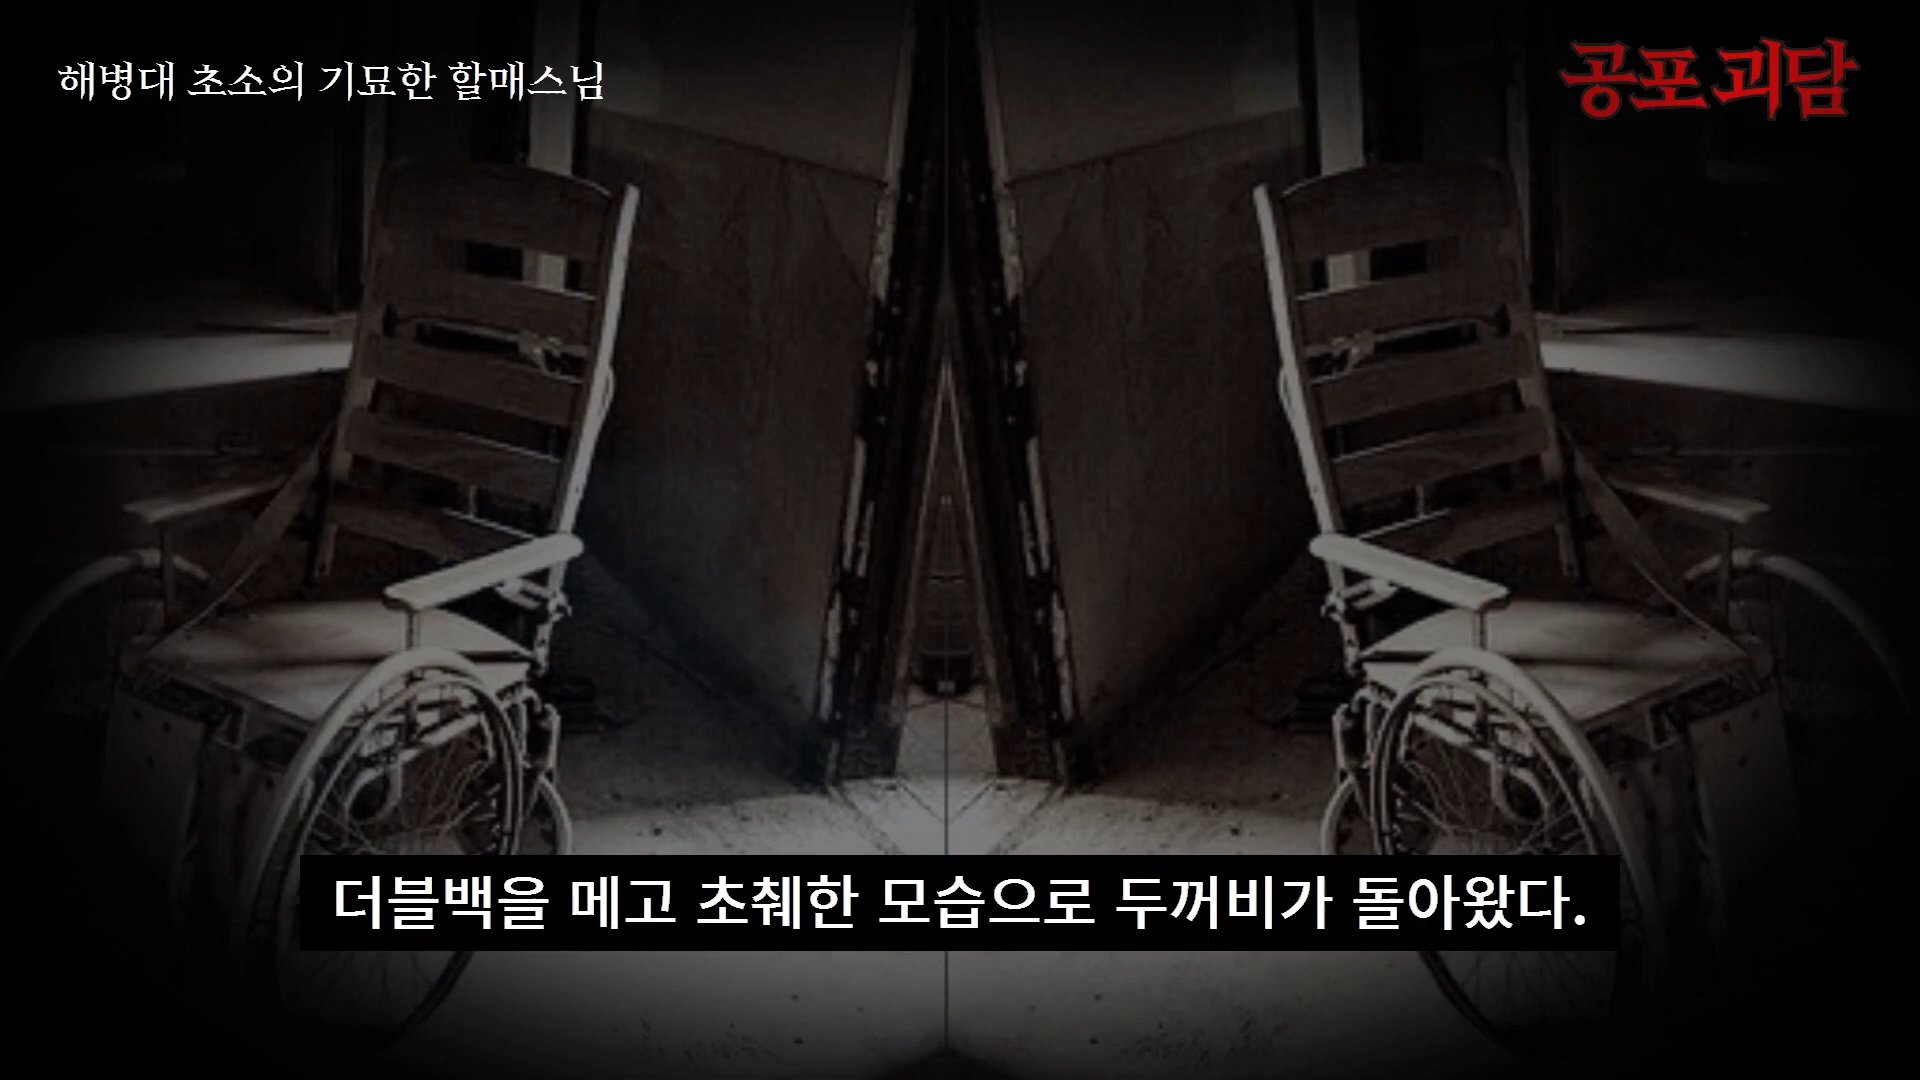 해병대 초소의 기묘한 할매스님
공포괴담
더블백을 메고 초췌한 모습으로 두꺼비가 돌아왔다.